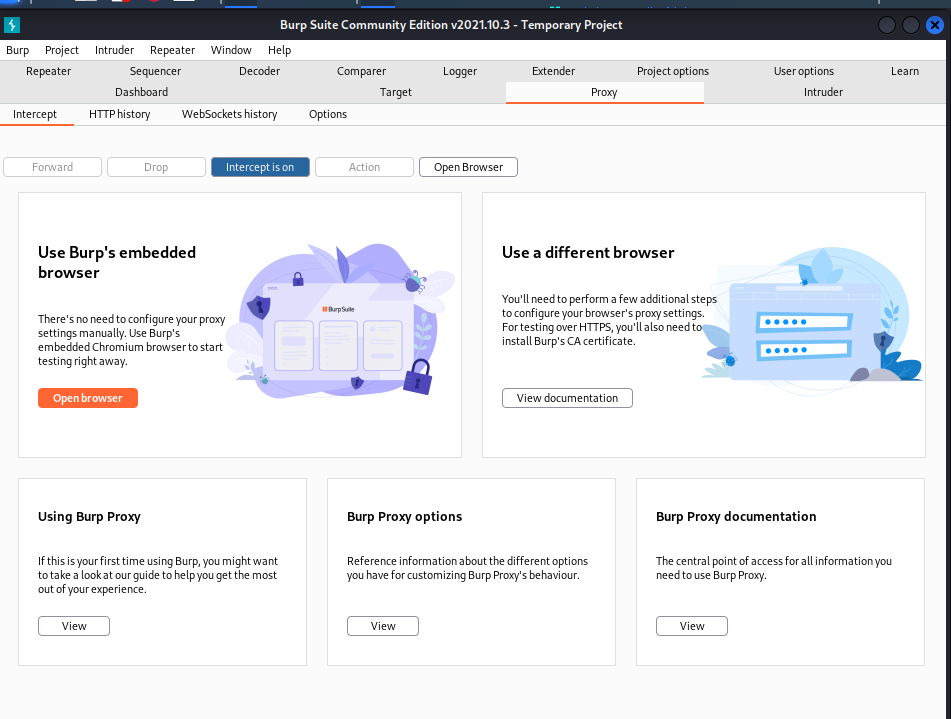 Burp Suite Community Edition v2021.10.3 - Temporary Project
Burp Project Intruder Repeater Window Help
Repeater Sequencer Decoder Comparer Logger Extender Project options User options Learn
Dashboard Target Proxy Intruder
Intercept HTTP history WebSockets history Options
Forward Drop Intercept is on Action Open Browser
Use Burp's embedded
browser
There's no need to configure your proxy
settings manually. Use Burp's
embedded Chromium browser to start
testing right away.
Open browser
BurpSuite
Use a different browser
You'll need to perform a few additional steps
to configure your browser's proxy settings.
For testing over HTTPS, you'll also need to
install Burp's CA certificate.
View documentation
Using Burp Proxy
If this is your first time using Burp, you might want
to take a look at our guide to help you get the most
out of your experience.
View
Burp Proxy options
Reference information about the different options
you have for customizing Burp Proxy's behaviour.
View
Burp Proxy documentation
The central point of access for all information you
need to use Burp Proxy.
View